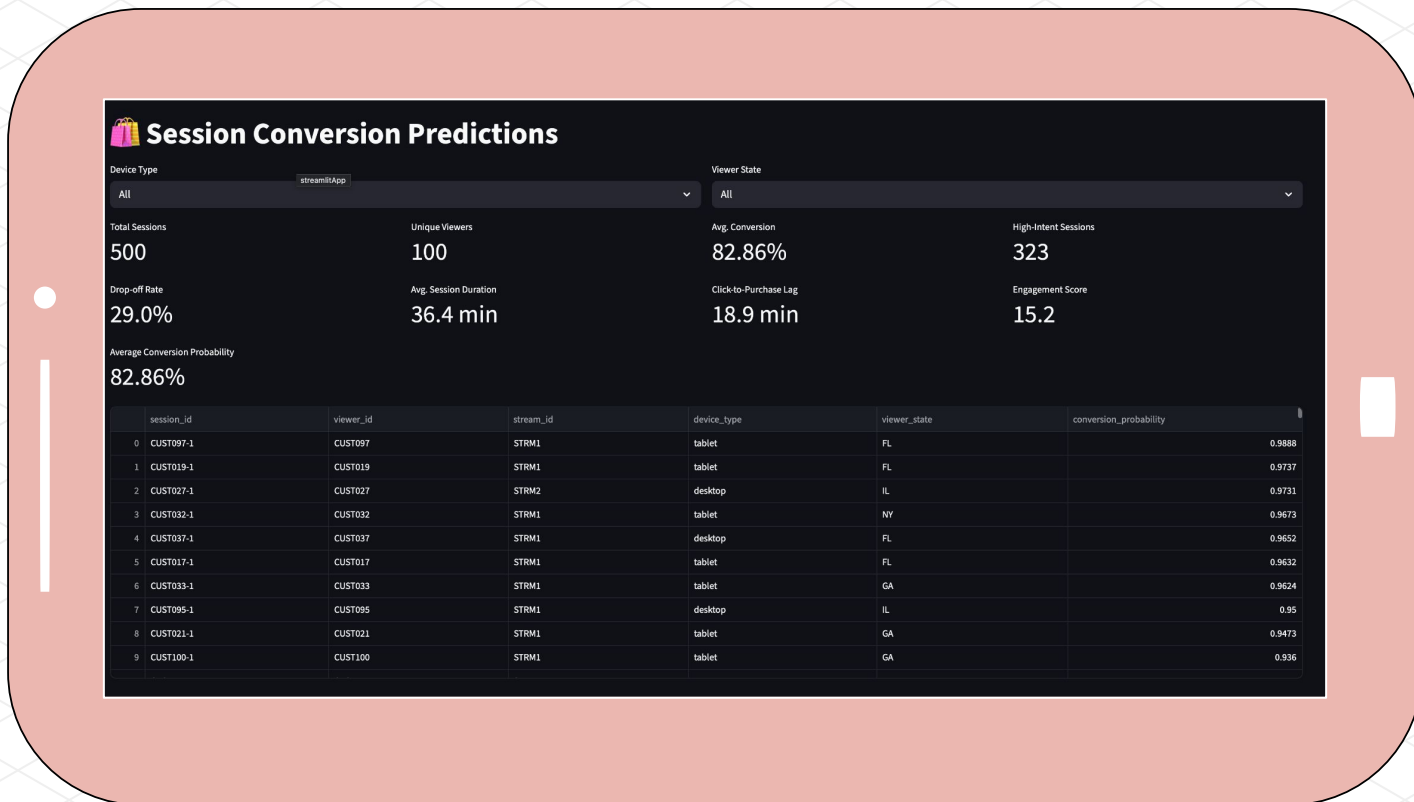 🛍️ Session Conversion Predictions
Device Type Viewer State
streamlitApp
All All
Total Sessions Unique Viewers Avg. Conversion High-Intent Sessions
500 100 82.86% 323
Drop-off Rate Avg. Session Duration Click-to-Purchase Lag Engagement Score
29.0% 36.4 min 18.9 min 15.2
Average Conversion Probability
82.86%
session_id viewer_id stream_id device_type viewer_state conversion_probability
0 CUST097-1 CUST097 STRM1 tablet FL 0.9888
1 CUST019-1 CUST019 STRM1 tablet FL 0.9737
2 CUST027-1 CUST027 STRM2 desktop IL 0.9731
3 CUST032-1 CUST032 STRM1 tablet NY 0.9673
4 CUST037-1 CUST037 STRM1 desktop FL 0.9652
5 CUST017-1 CUST017 STRM1 tablet FL 0.9632
6 CUST033-1 CUST033 STRM1 tablet GA 0.9624
7 CUST095-1 CUST095 STRM1 desktop IL 0.95
8 CUST021-1 CUST021 STRM1 tablet GA 0.9473
9 CUST100-1 CUST100 STRM1 tablet GA 0.936